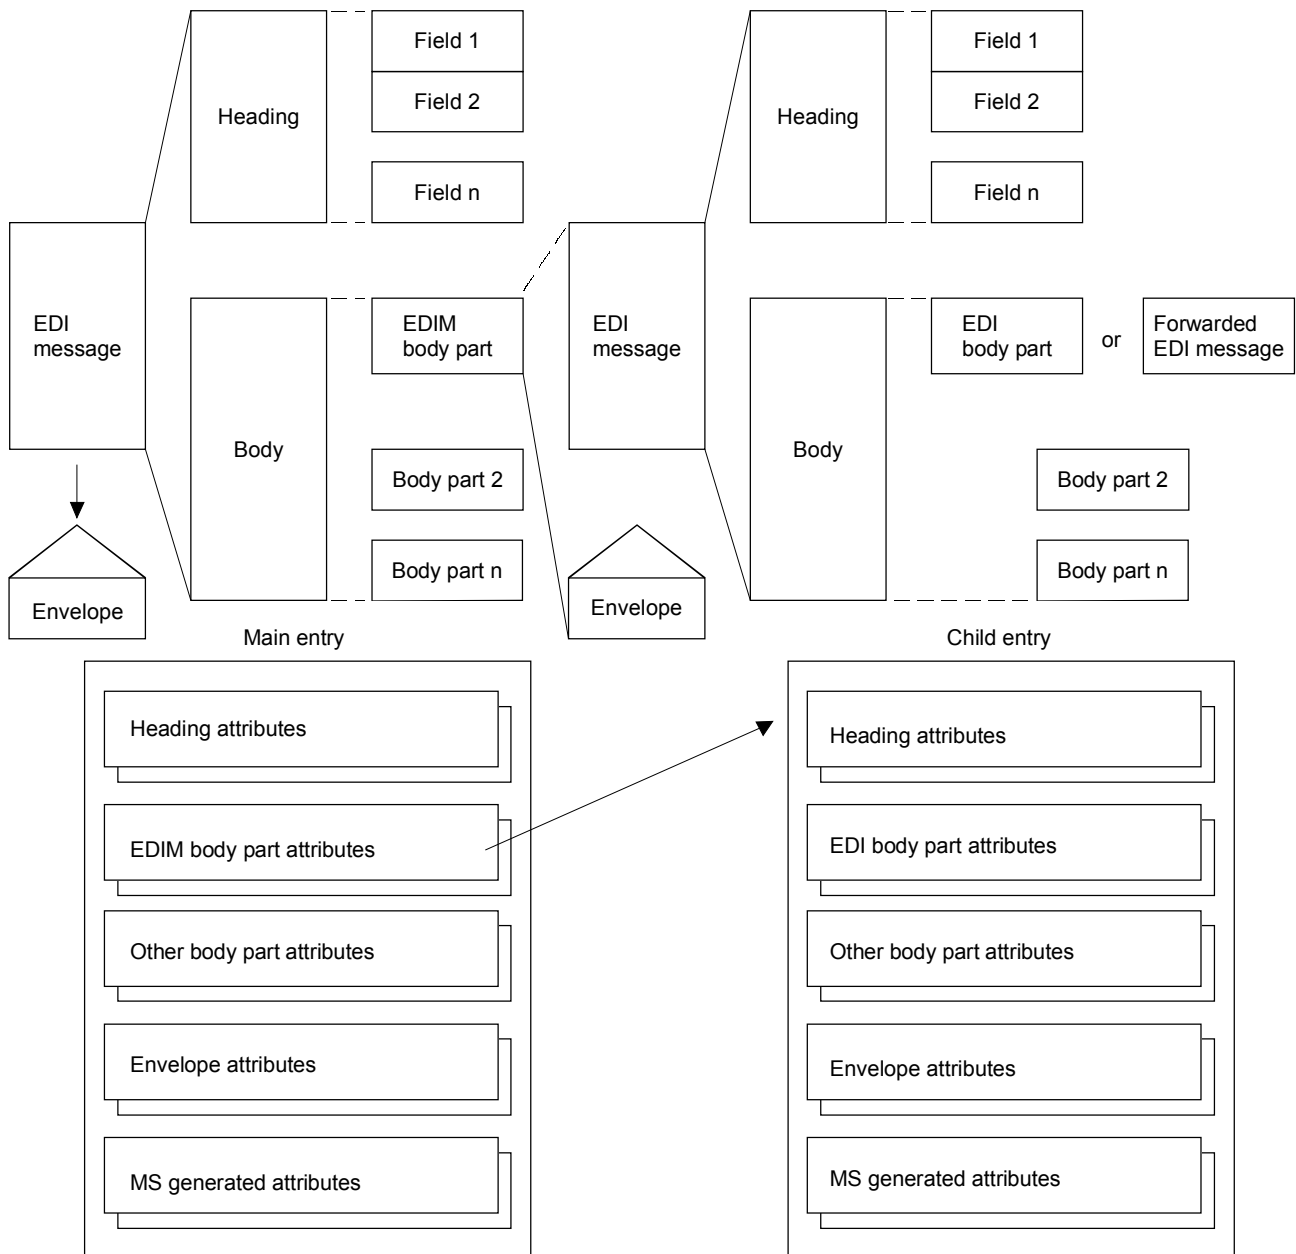 Field 1
Field 2
Heading
Field n
EDI
message
EDIM
body part
Body
Body part 2
Body part n
Envelope
Field 1
Field 2
Heading
Field n
EDI
message
EDI
body part
or
Forwarded
EDI message
Body
Body part 2
Body part n
Envelope
Main entry
Heading attributes
EDIM body part attributes
Other body part attributes
Envelope attributes
MS generated attributes
Child entry
Heading attributes
EDI body part attributes
Other body part attributes
Envelope attributes
MS generated attributes